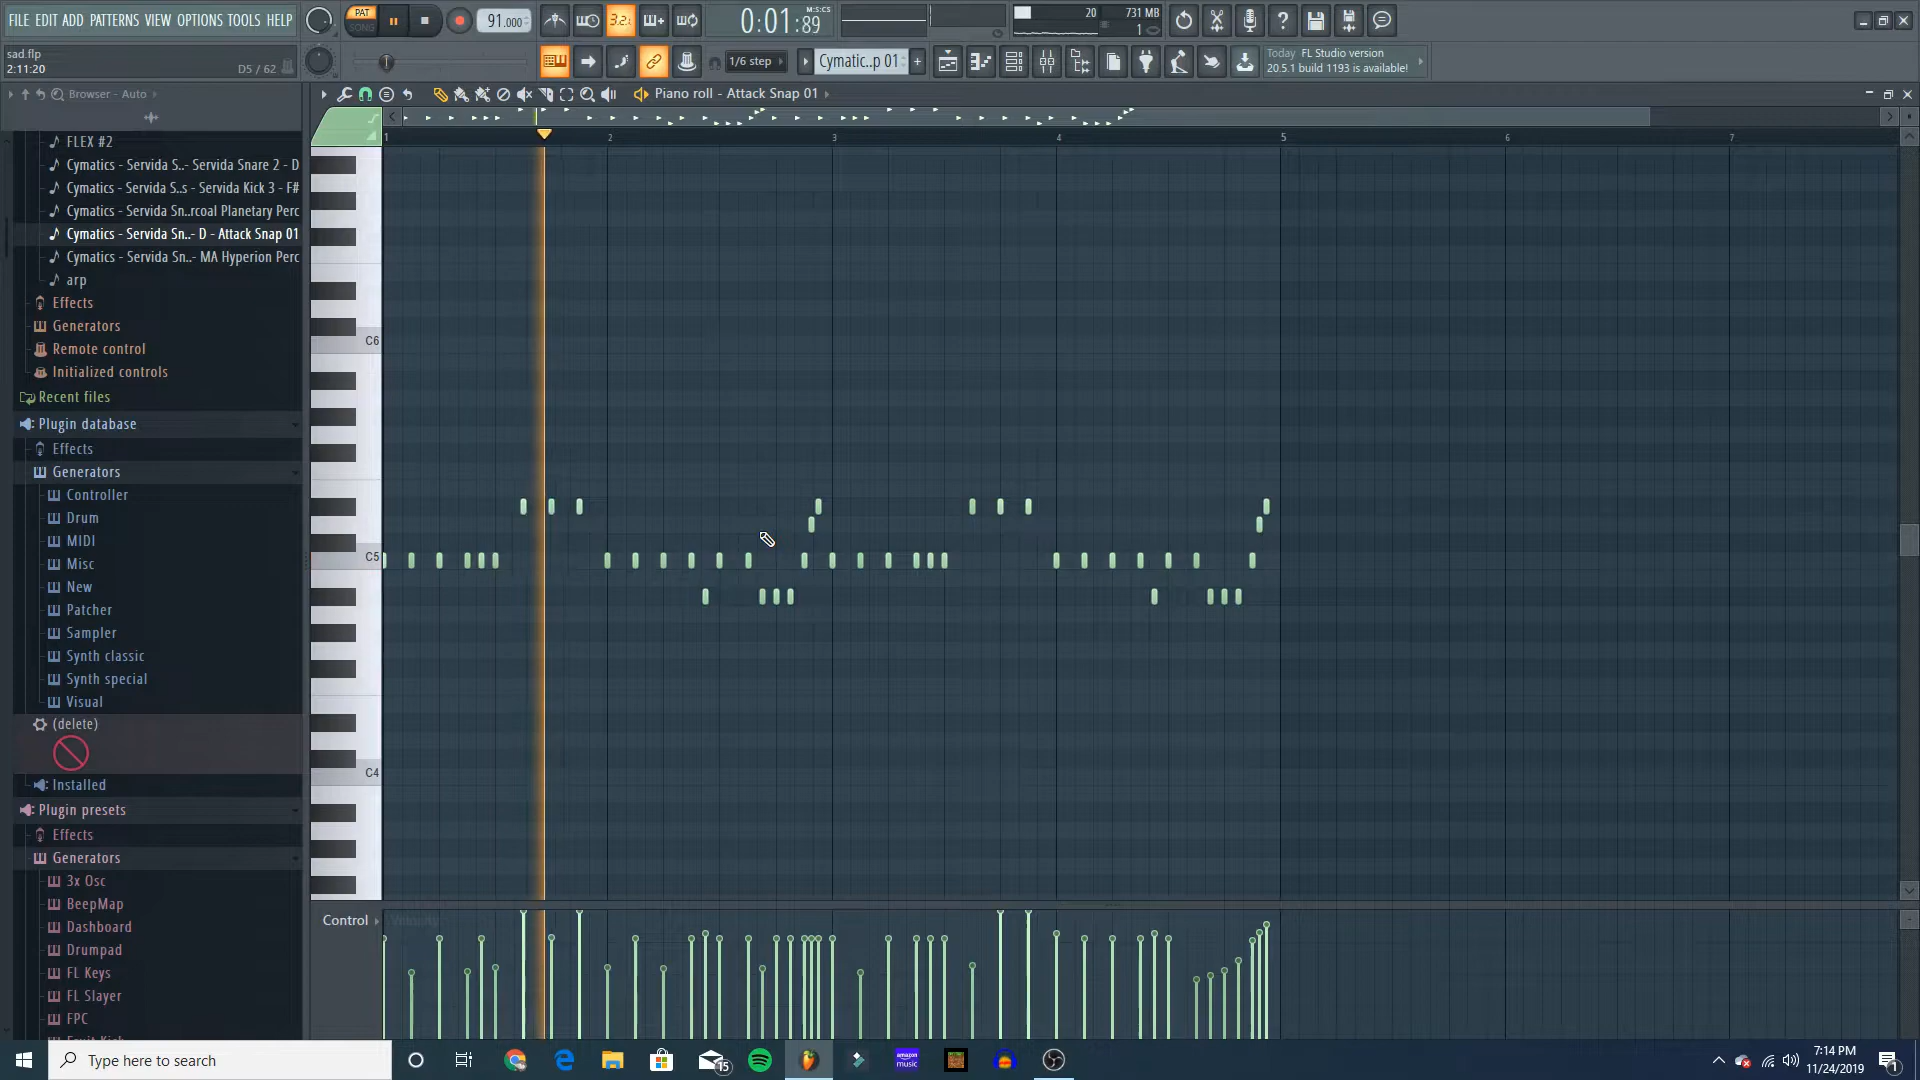 FILE EDIT ADD PATTERNS VIEW OPTIONS TOOLS HELP
PAT
SONG
91.000
3.2.
0:01:89
M:S:CS
20
731 MB
1
sad.flp
2:11:20
D5 / 62
1/6 step
Cymatic..p 01
Today FL Studio version
20.5.1 build 1193 is available!
Browser - Auto
Piano roll - Attack Snap 01
1
2
3
4
5
6
7
FLEX #2
Cymatics - Servida S..- Servida Snare 2 - D
Cymatics - Servida S..s - Servida Kick 3 - F#
Cymatics - Servida Sn..rcoal Planetary Perc
Cymatics - Servida Sn..- D - Attack Snap 01
Cymatics - Servida Sn..- MA Hyperion Perc
arp
Effects
Generators
Remote control
Initialized controls
Recent files
Plugin database
Effects
Generators
Controller
Drum
MIDI
Misc
New
Patcher
Sampler
Synth classic
Synth special
Visual
(delete)
Installed
Plugin presets
Effects
Generators
3x Osc
BeepMap
Dashboard
Drumpad
FL Keys
FL Slayer
FPC
C6
C5
C4
Control
Velocity
Type here to search
15
amazon
music
7:14 PM
11/24/2019
1